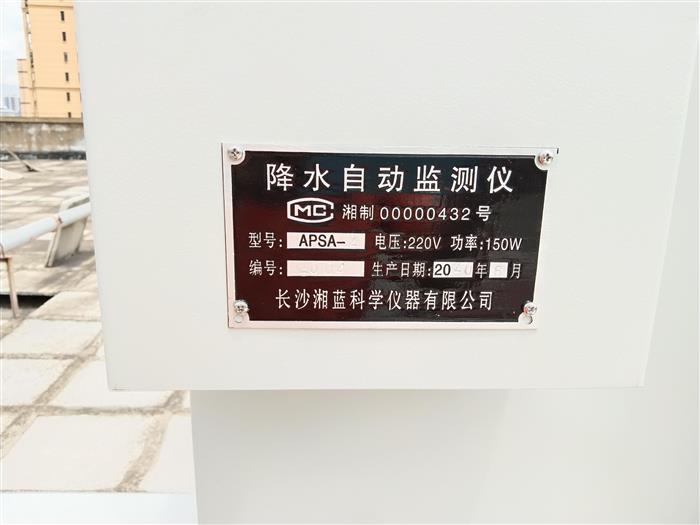 降水自动监测仪
MC 湘制 00000432 号
型号: APSA- 电压:220V 功率:150W
编号: 生产日期: 20 年 月
长沙湘蓝科学仪器有限公司